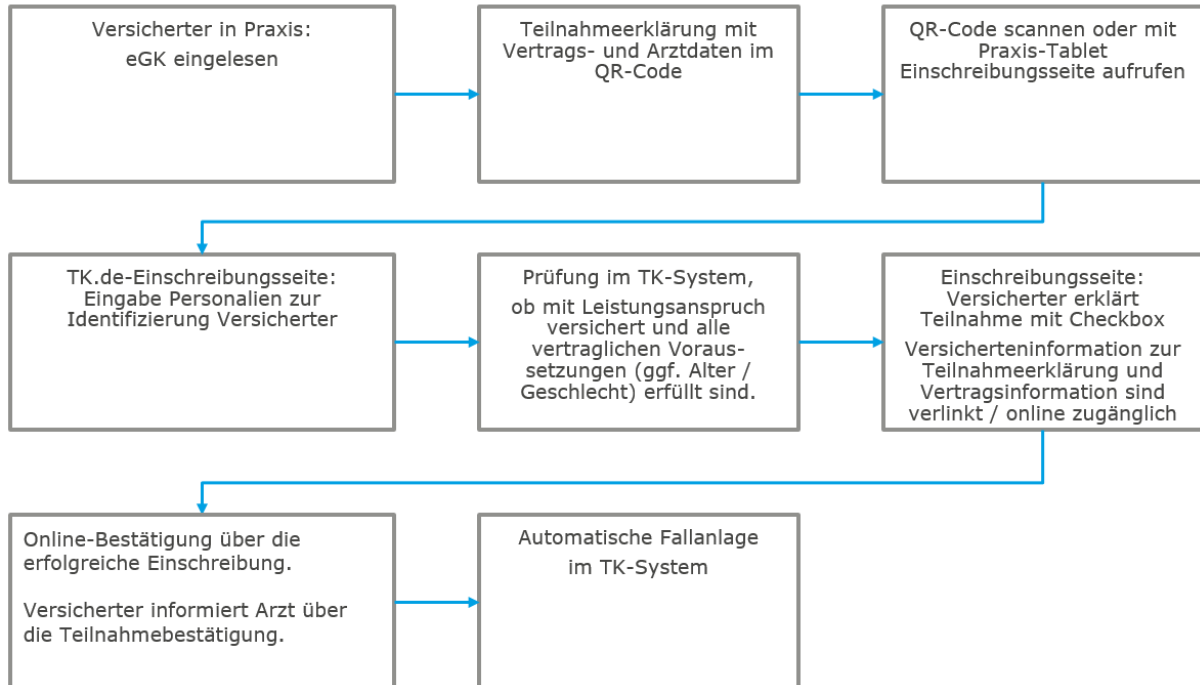 Versicherter in Praxis:
eGK eingelesen
Teilnahmeerklärung mit
Vertrags- und Arztdaten im
QR-Code
QR-Code scannen oder mit
Praxis-Tablet
Einschreibungsseite aufrufen
TK.de-Einschreibungsseite:
Eingabe Personalien zur
Identifizierung Versicherter
Prüfung im TK-System,
ob mit Leistungsanspruch
versichert und alle
vertraglichen Voraus-
setzungen (ggf. Alter /
Geschlecht) erfüllt sind.
Einschreibungsseite:
Versicherter erklärt
Teilnahme mit Checkbox
Versicherteninformation zur
Teilnahmeerklärung und
Vertragsinformation sind
verlinkt / online zugänglich
Online-Bestätigung über die
erfolgreiche Einschreibung.
Versicherter informiert Arzt über
die Teilnahmebestätigung.
Automatische Fallanlage
im TK-System